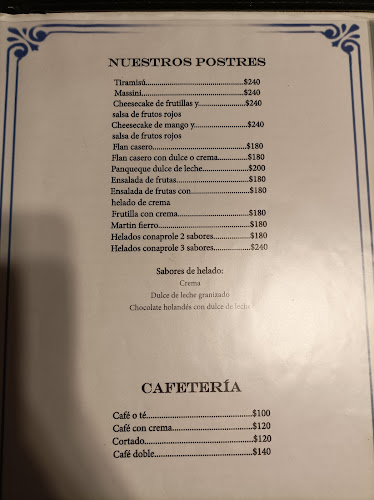 NUESTROS POSTRES
Tiramisú........................................$240
Massini..........................................$240
Cheesecake de frutillas y...................$240
salsa de frutos rojos
Cheesecake de mango y.....................$240
salsa de frutos rojos
Flan casero......................................$180
Flan casero con dulce o crema............$180
Panqueque dulce de leche...................$200
Ensalada de frutas.............................$180
Ensalada de frutas con........................$180
helado de crema
Frutilla con crema..............................$180
Martin fierro......................................$180
Helados conaprole 2 sabores...............$180
Helados conaprole 3 sabores...............$240
Sabores de helado:
Crema
Dulce de leche granizado
Chocolate holandés con dulce de leche
CAFETERÍA
Café o té...........................................$100
Café con crema.................................$120
Cortado............................................$120
Café doble........................................$140